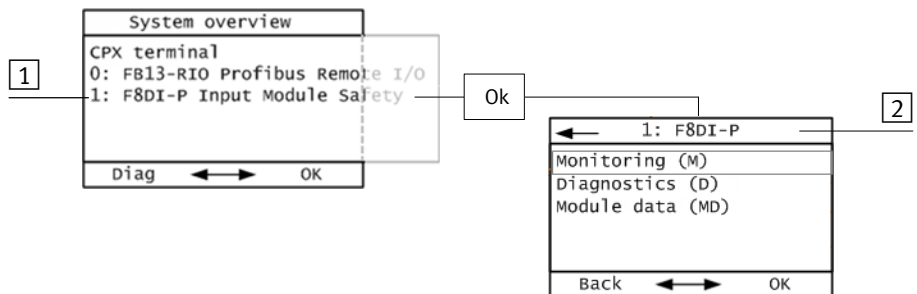 System overview
CPX terminal
0: FB13-RIO Profibus Remote I/O
1: F8DI-P Input Module Safety
Diag OK
1
Ok
2
1: F8DI-P
Monitoring (M)
Diagnostics (D)
Module data (MD)
Back OK